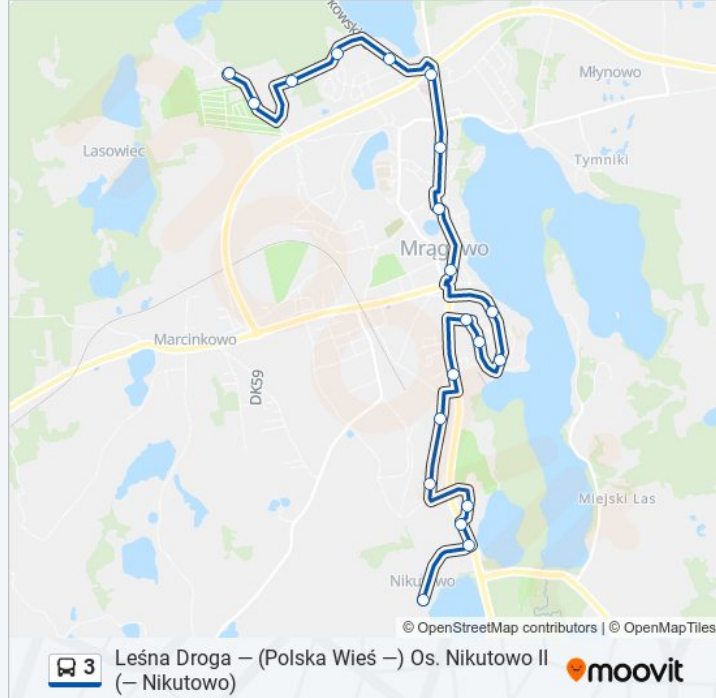 kowski
Młynowo
Lasowiec
Tymniki
Mrągowo
Marcinkowo
DK59
Miejski Las
Nikutowo
© OpenStreetMap contributors | © OpenMapTiles
3
Leśna Droga – (Polska Wieś –) Os. Nikutowo II
(– Nikutowo)
moovit